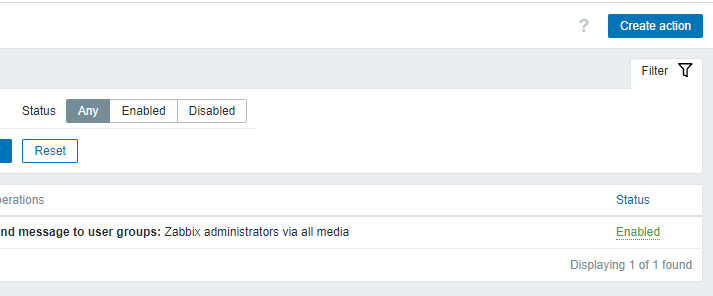 ? Create action
Filter
Status Any Enabled Disabled
Reset
perations Status
nd message to user groups: Zabbix administrators via all media Enabled
Displaying 1 of 1 found